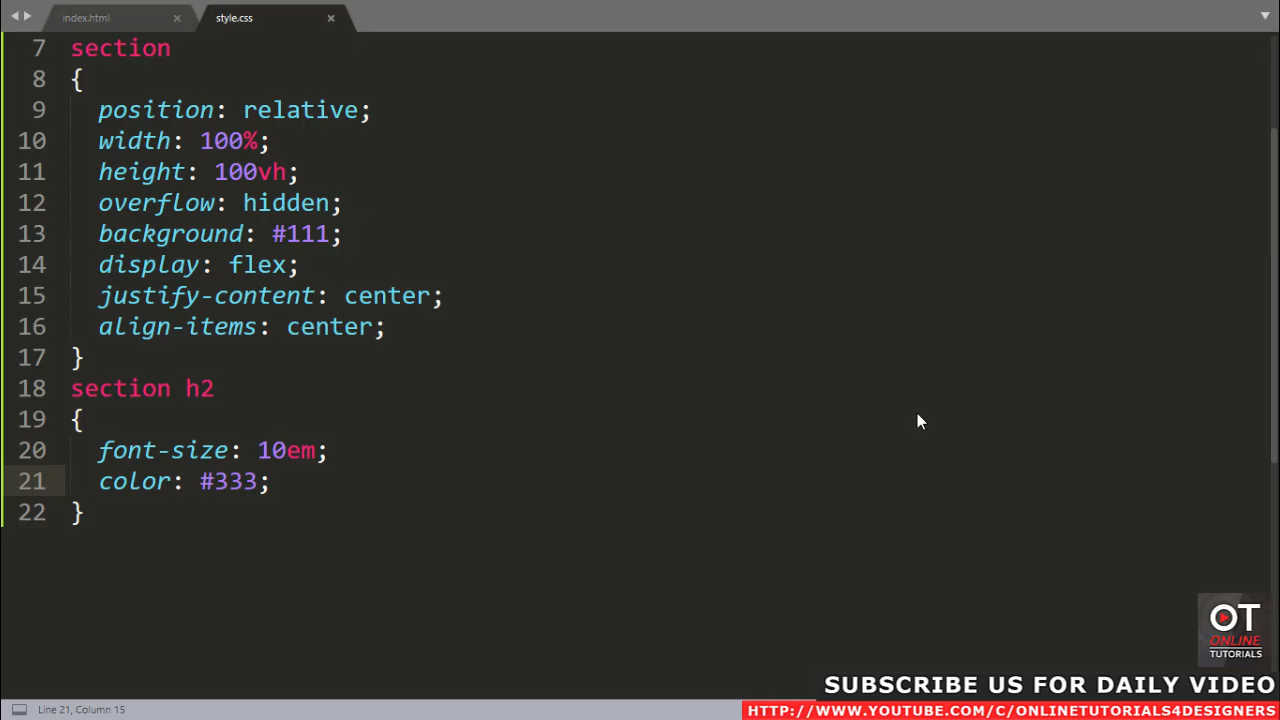 index.html × style.css ×
7 section
8 {
9 position: relative;
10 width: 100%;
11 height: 100vh;
12 overflow: hidden;
13 background: #111;
14 display: flex;
15 justify-content: center;
16 align-items: center;
17 }
18 section h2
19 {
20 font-size: 10em;
21 color: #333;
22 }
OT
ONLINE
TUTORIALS
SUBSCRIBE US FOR DAILY VIDEO
Line 21, Column 15
HTTP://WWW.YOUTUBE.COM/C/ONLINETUTORIALS4DESIGNERS